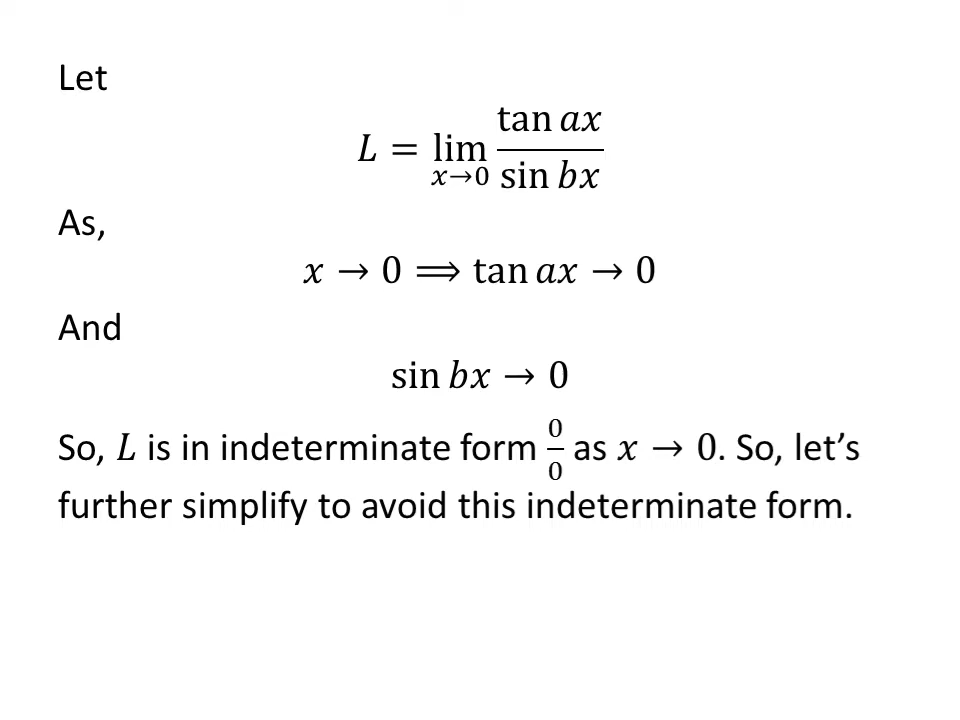 Let
L = lim x→0 tan ax / sin bx
As,
x → 0 ⟹ tan ax → 0
And
sin bx → 0
So, L is in indeterminate form 0/0 as x → 0. So, let’s
further simplify to avoid this indeterminate form.